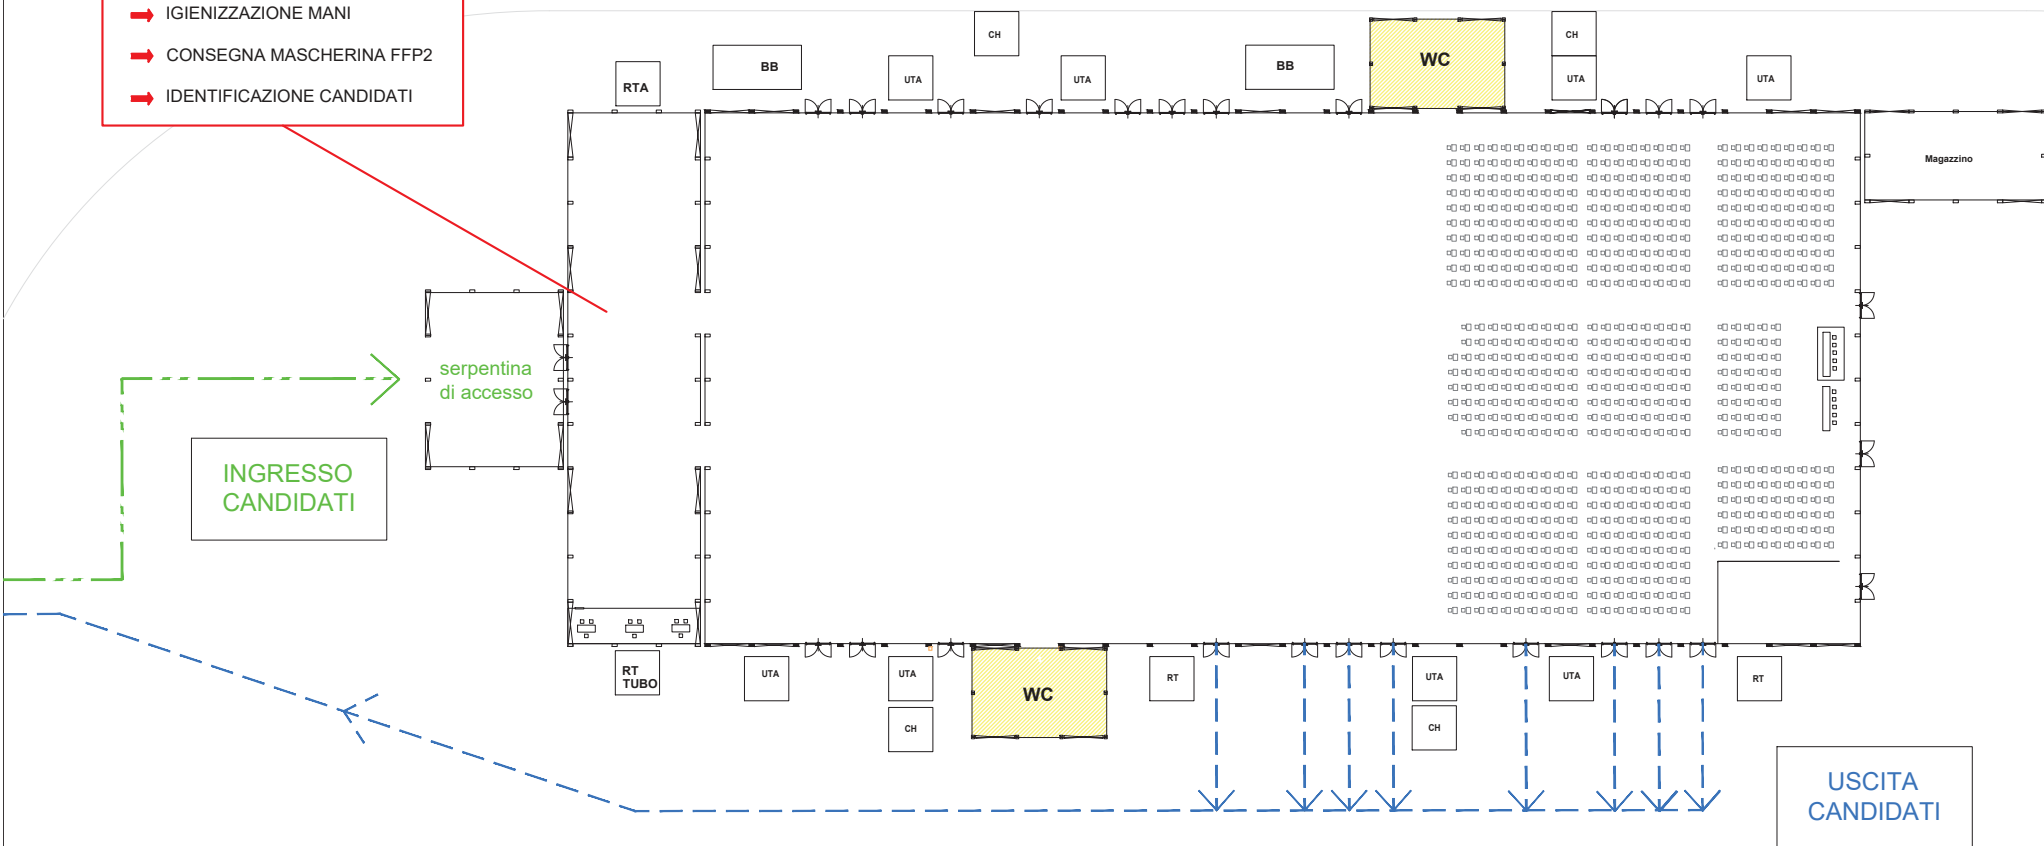 IGIENIZZAZIONE MANI
CONSEGNA MASCHERINA FFP2
IDENTIFICAZIONE CANDIDATI
RTA
BB
UTA
CH
UTA
BB
WC
CH
UTA
UTA
Magazzino
serpentina
di accesso
INGRESSO
CANDIDATI
RT
TUBO
UTA
UTA
CH
WC
RT
UTA
CH
UTA
RT
USCITA
CANDIDATI